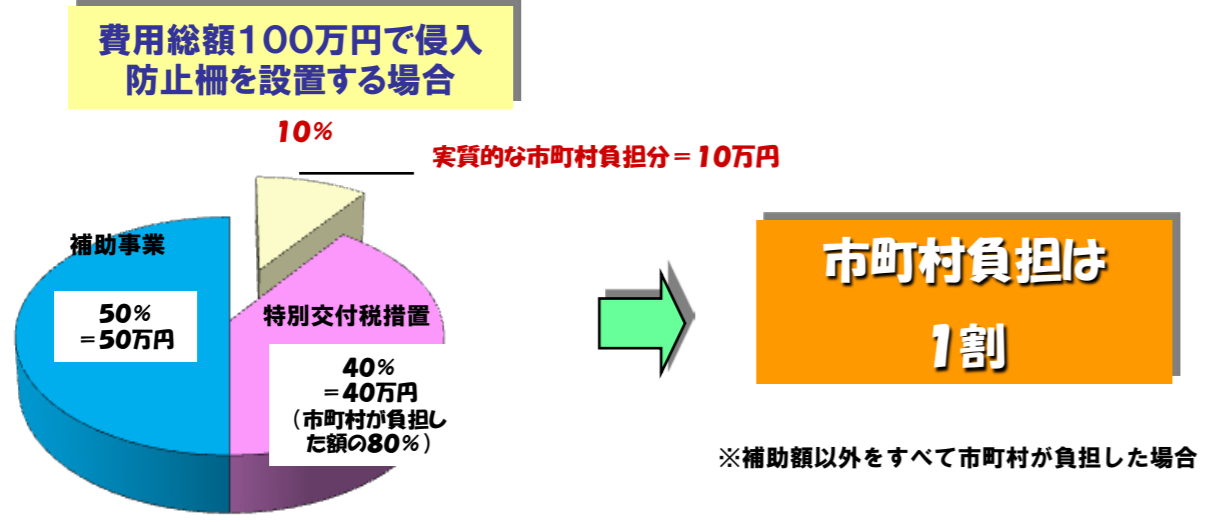 費用総額100万円で侵入
防止柵を設置する場合
10%
実質的な市町村負担分=10万円
補助事業
50%
=50万円
特別交付税措置
40%
=40万円
(市町村が負担し
た額の80%)
市町村負担は
1割
※補助額以外をすべて市町村が負担した場合